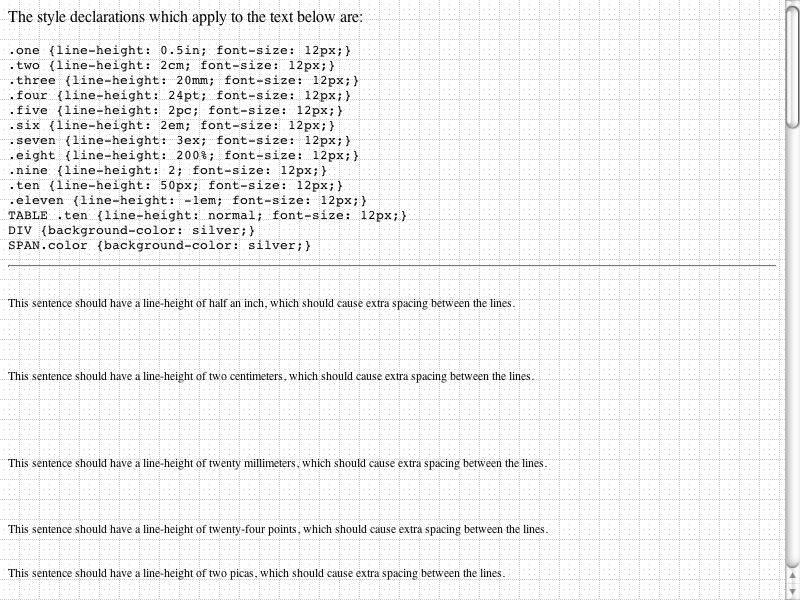 The style declarations which apply to the text below are:
.one {line-height: 0.5in; font-size: 12px;}
.two {line-height: 2cm; font-size: 12px;}
.three {line-height: 20mm; font-size: 12px;}
.four {line-height: 24pt; font-size: 12px;}
.five {line-height: 2pc; font-size: 12px;}
.six {line-height: 2em; font-size: 12px;}
.seven {line-height: 3ex; font-size: 12px;}
.eight {line-height: 200%; font-size: 12px;}
.nine {line-height: 2; font-size: 12px;}
.ten {line-height: 50px; font-size: 12px;}
.eleven {line-height: -1em; font-size: 12px;}
TABLE .ten {line-height: normal; font-size: 12px;}
DIV {background-color: silver;}
SPAN.color {background-color: silver;}
This sentence should have a line-height of half an inch, which should cause extra spacing between the lines.
This sentence should have a line-height of two centimeters, which should cause extra spacing between the lines.
This sentence should have a line-height of twenty millimeters, which should cause extra spacing between the lines.
This sentence should have a line-height of twenty-four points, which should cause extra spacing between the lines.
This sentence should have a line-height of two picas, which should cause extra spacing between the lines.